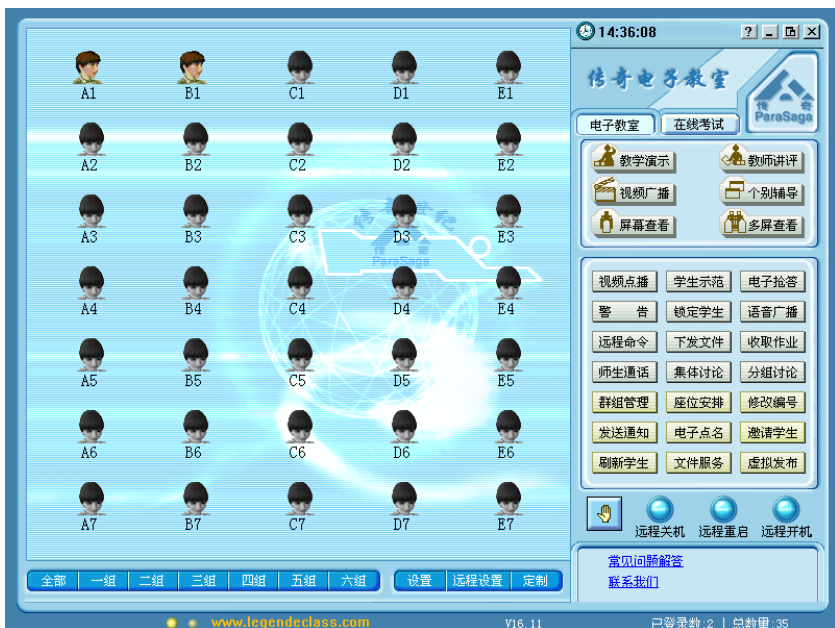 14:36:08
传奇电子教室
传 奇
ParaSaga
电子教室 在线考试
教学演示 教师讲评
视频广播 个别辅导
屏幕查看 多屏查看
A1 B1 C1 D1 E1
A2 B2 C2 D2 E2
A3 B3 C3 D3 E3
传奇世纪
传 奇
ParaSaga
A4 B4 C4 D4 E4
A5 B5 C5 D5 E5
A6 B6 C6 D6 E6
A7 B7 C7 D7 E7
视频点播 学生示范 电子抢答
警 告 锁定学生 语音广播
远程命令 下发文件 收取作业
师生通话 集体讨论 分组讨论
群组管理 座位安排 修改编号
发送通知 电子点名 邀请学生
刷新学生 文件服务 虚拟发布
远程关机 远程重启 远程开机
全部 一组 二组 三组 四组 五组 六组 设置 远程设置 定制
常见问题解答
联系我们
www.legendeclass.com V16.11 已登录数:2 | 总数量:35